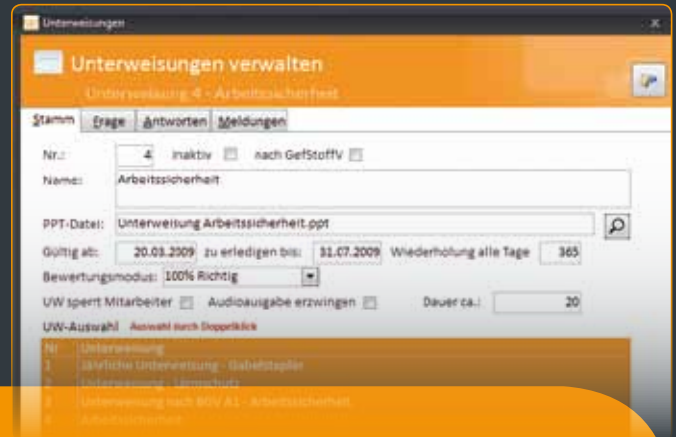 Unterweisungen
Unterweisungen verwalten
Unterweisung 4 - Arbeitssicherheit
Stamm Frage Antworten Meldungen
Nr.: 4 Inaktiv nach GefStoffV
Name: Arbeitssicherheit
PPT-Datei: Unterweisung Arbeitssicherheit.ppt
Gültig ab: 20.03.2009 zu erledigen bis: 31.07.2009 Wiederholung alle Tage 365
Bewertungsmodus: 100% Richtig
UW sperrt Mitarbeiter Audioausgabe erzwingen Dauer ca.: 20
UW-Auswahl Auswahl durch Doppelklick
Nr Unterweisung
1 Jährliche Unterweisung - Gabelstapler
2 Unterweisung - Lärmschutz
3 Unterweisung nach BGV A1 - Arbeitssicherheit
4 Arbeitssicherheit